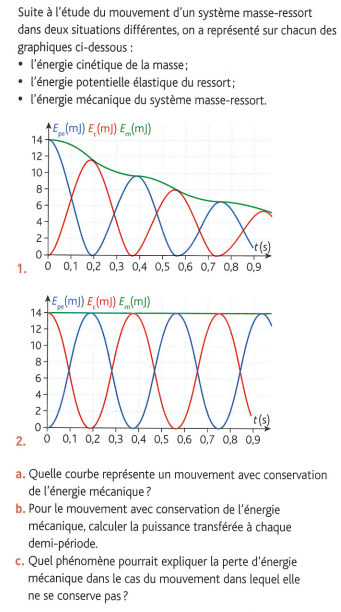 Suite à l'étude du mouvement d'un système masse-ressort
dans deux situations différentes, on a représenté sur chacun des
graphiques ci-dessous :
• l'énergie cinétique de la masse ;
• l'énergie potentielle élastique du ressort ;
• l'énergie mécanique du système masse-ressort.
E_pe(mJ) E_c(mJ) E_m(mJ)
14
12
10
8
6
4
2
0
t(s)
0 0,1 0,2 0,3 0,4 0,5 0,6 0,7 0,8 0,9
1.
E_pe(mJ) E_c(mJ) E_m(mJ)
14
12
10
8
6
4
2
0
t(s)
0 0,1 0,2 0,3 0,4 0,5 0,6 0,7 0,8 0,9
2.
a. Quelle courbe représente un mouvement avec conservation
de l'énergie mécanique ?
b. Pour le mouvement avec conservation de l'énergie
mécanique, calculer la puissance transférée à chaque
demi-période.
c. Quel phénomène pourrait expliquer la perte d'énergie
mécanique dans le cas du mouvement dans lequel elle
ne se conserve pas ?